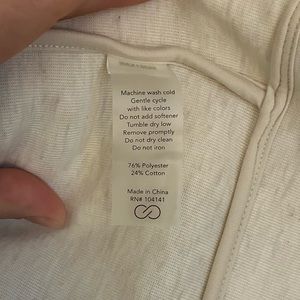 Machine wash cold
Gentle cycle
with like colors
Do not add softener
Tumble dry low
Remove promptly
Do not dry clean
Do not iron
76% Polyester
24% Cotton
Made in China
RN# 104141